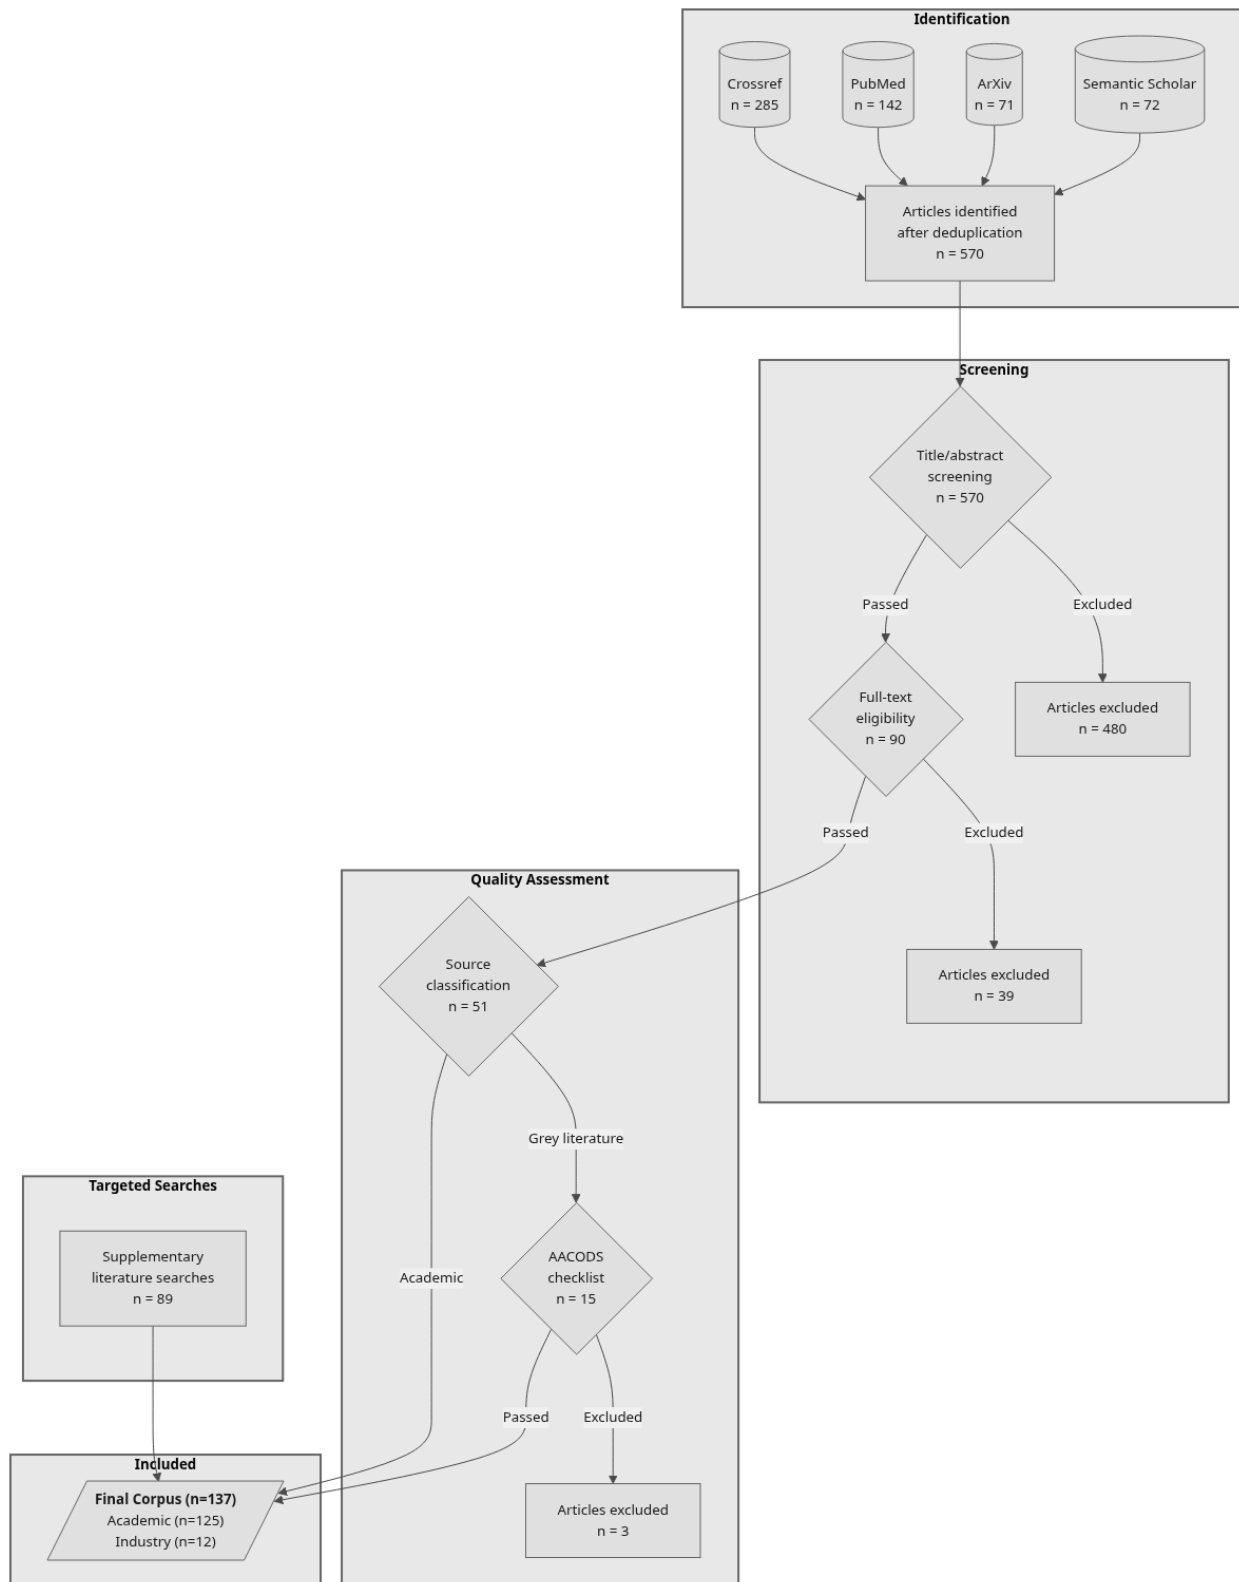 Identification
Crossref
n = 285
PubMed
n = 142
ArXiv
n = 71
Semantic Scholar
n = 72
Articles identified
after deduplication
n = 570
Screening
Title/abstract
screening
n = 570
Passed
Excluded
Full-text
eligibility
n = 90
Articles excluded
n = 480
Passed
Excluded
Quality Assessment
Source
classification
n = 51
Articles excluded
n = 39
Grey literature
Targeted Searches
Supplementary
literature searches
n = 89
Academic
AACODS
checklist
n = 15
Passed
Excluded
Included
Final Corpus (n=137)
Academic (n=125)
Industry (n=12)
Articles excluded
n = 3